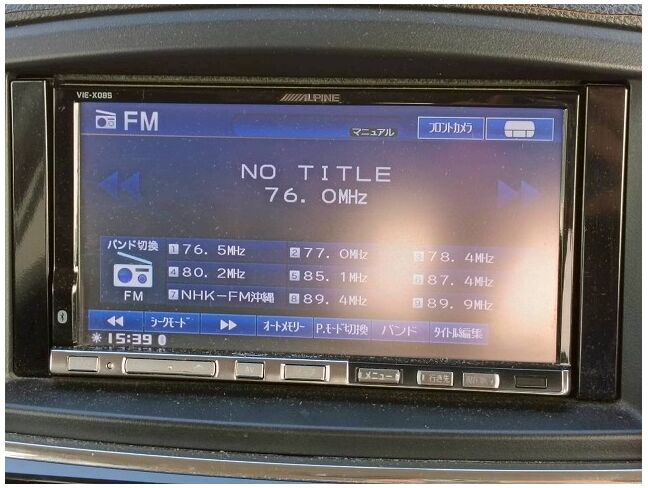 VIE-X08S
ALPINE
FM
マニュアル
フロントカメラ
NO TITLE
76.0MHz
バンド切換
FM
1 76.5MHz
2 77.0MHz
3 78.4MHz
4 80.2MHz
5 85.1MHz
6 87.4MHz
7 NHK-FM沖縄
8 89.4MHz
9 89.9MHz
シークモード
オートメモリー
P.モード切換
バンド
タイトル編集
15:39
メニュー
行き先